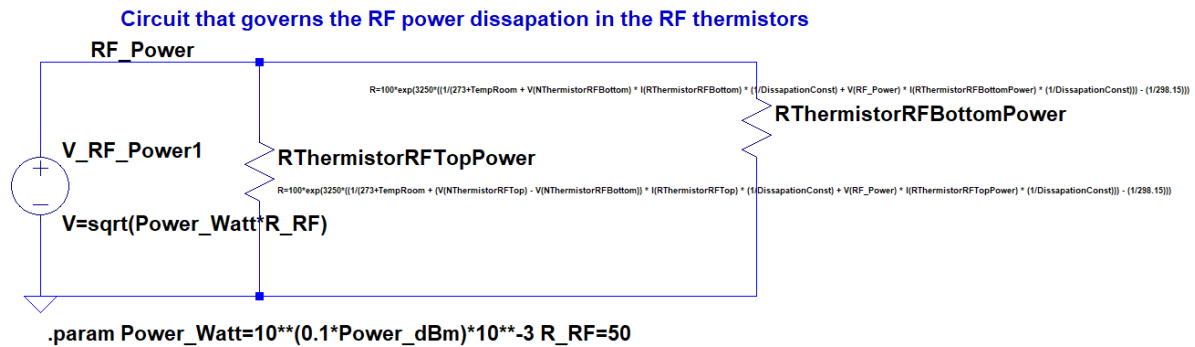 Circuit that governs the RF power dissapation in the RF thermistors
RF_Power
R=100*exp(3250*((1/(273+TempRoom + V(NThermistorRFBottom) * I(RThermistorRFBottom) * (1/DissapationConst) + V(RF_Power) * I(RThermistorRFBottomPower) * (1/DissapationConst))) - (1/298.15)))
RThermistorRFBottomPower
V_RF_Power1
RThermistorRFTopPower
R=100*exp(3250*((1/(273+TempRoom + (V(NThermistorRFTop) - V(NThermistorRFBottom)) * I(RThermistorRFTop) * (1/DissapationConst) + V(RF_Power) * I(RThermistorRFTopPower) * (1/DissapationConst))) - (1/298.15)))
V=sqrt(Power_Watt*R_RF)
.param Power_Watt=10**(0.1*Power_dBm)*10**-3 R_RF=50